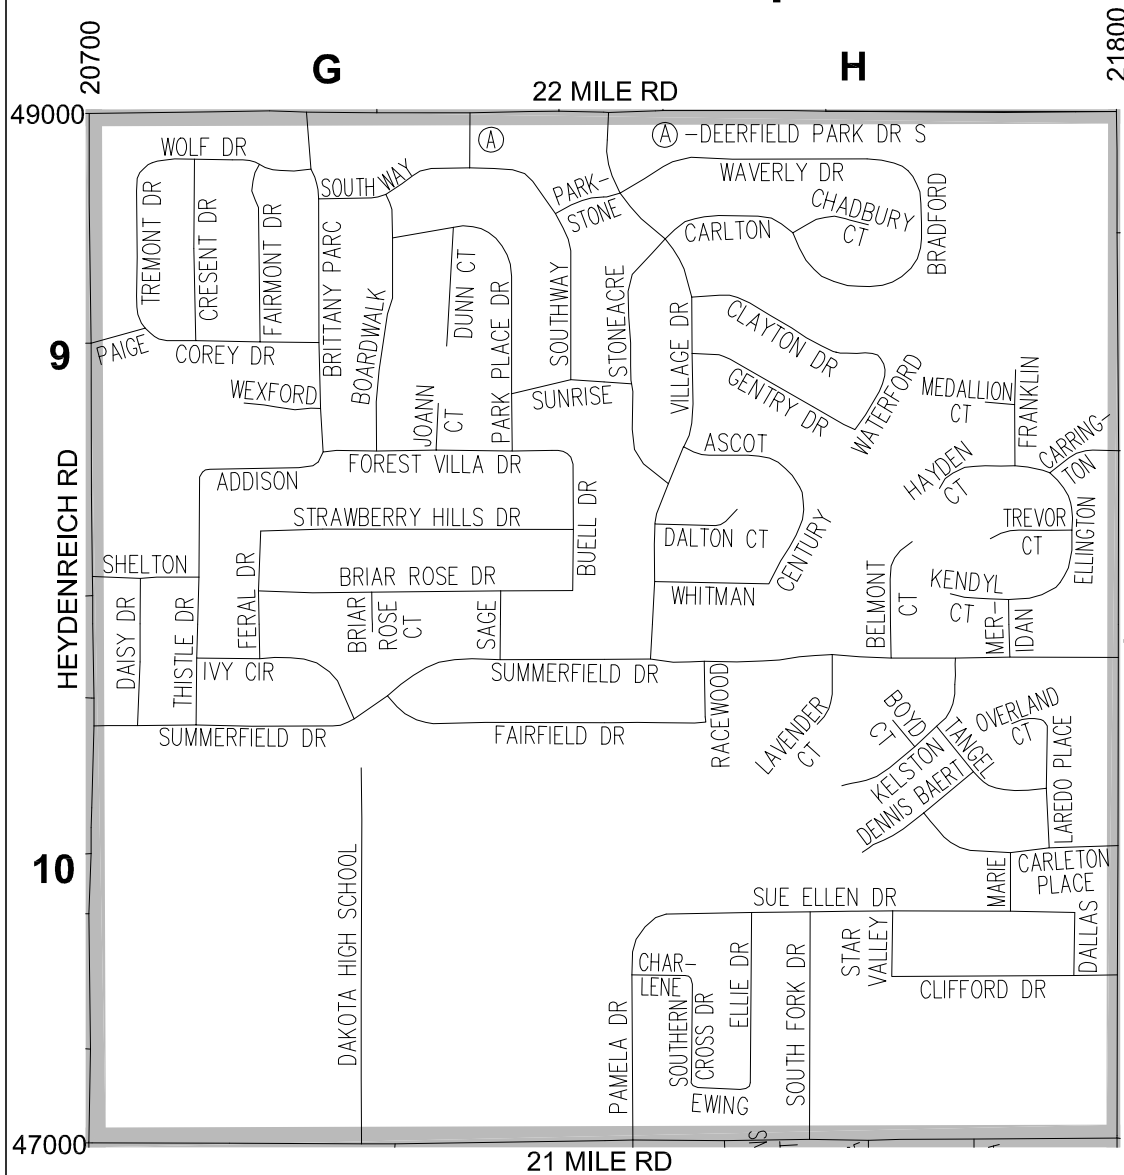 20700
G
H
21800
22 MILE RD
49000
WOLF DR
A
A -DEERFIELD PARK DR S
SOUTHWAY
PARK-
STONE
WAVERLY DR
CHADBURY
CT
BRADFORD
CARLTON
TREMONT DR
CRESENT DR
FAIRMONT DR
BRITTANY PARC
BOARDWALK
DUNN CT
PARK PLACE DR
SOUTHWAY
STONEACRE
VILLAGE DR
CLAYTON DR
GENTRY DR
WATERFORD
PAIGE
9
COREY DR
WEXFORD
JOANN
CT
SUNRISE
MEDALLION
CT
FRANKLIN
CARRING-
TON
HAYDEN
CT
ASCOT
FOREST VILLA DR
ADDISON
HEYDENREICH RD
STRAWBERRY HILLS DR
BUELL DR
DALTON CT
CENTURY
TREVOR
CT
ELLINGTON
SHELTON
FERAL DR
BRIAR ROSE DR
WHITMAN
BELMONT
CT
KENDYL
CT
MER-
IDAN
DAISY DR
THISTLE DR
BRIAR
ROSE
CT
SAGE
IVY CIR
SUMMERFIELD DR
RACEWOOD
LAVENDER
CT
BOYD
CT
TANGEL
OVERLAND
CT
LAREDO PLACE
SUMMERFIELD DR
FAIRFIELD DR
KELSTON
DENNIS BAERT
10
DAKOTA HIGH SCHOOL
MARIE
CARLETON
PLACE
SUE ELLEN DR
DALLAS
STAR
VALLEY
CHAR-
LENE
ELLIE DR
SOUTH FORK DR
CLIFFORD DR
PAMELA DR
SOUTHERN
CROSS DR
EWING
47000
21 MILE RD